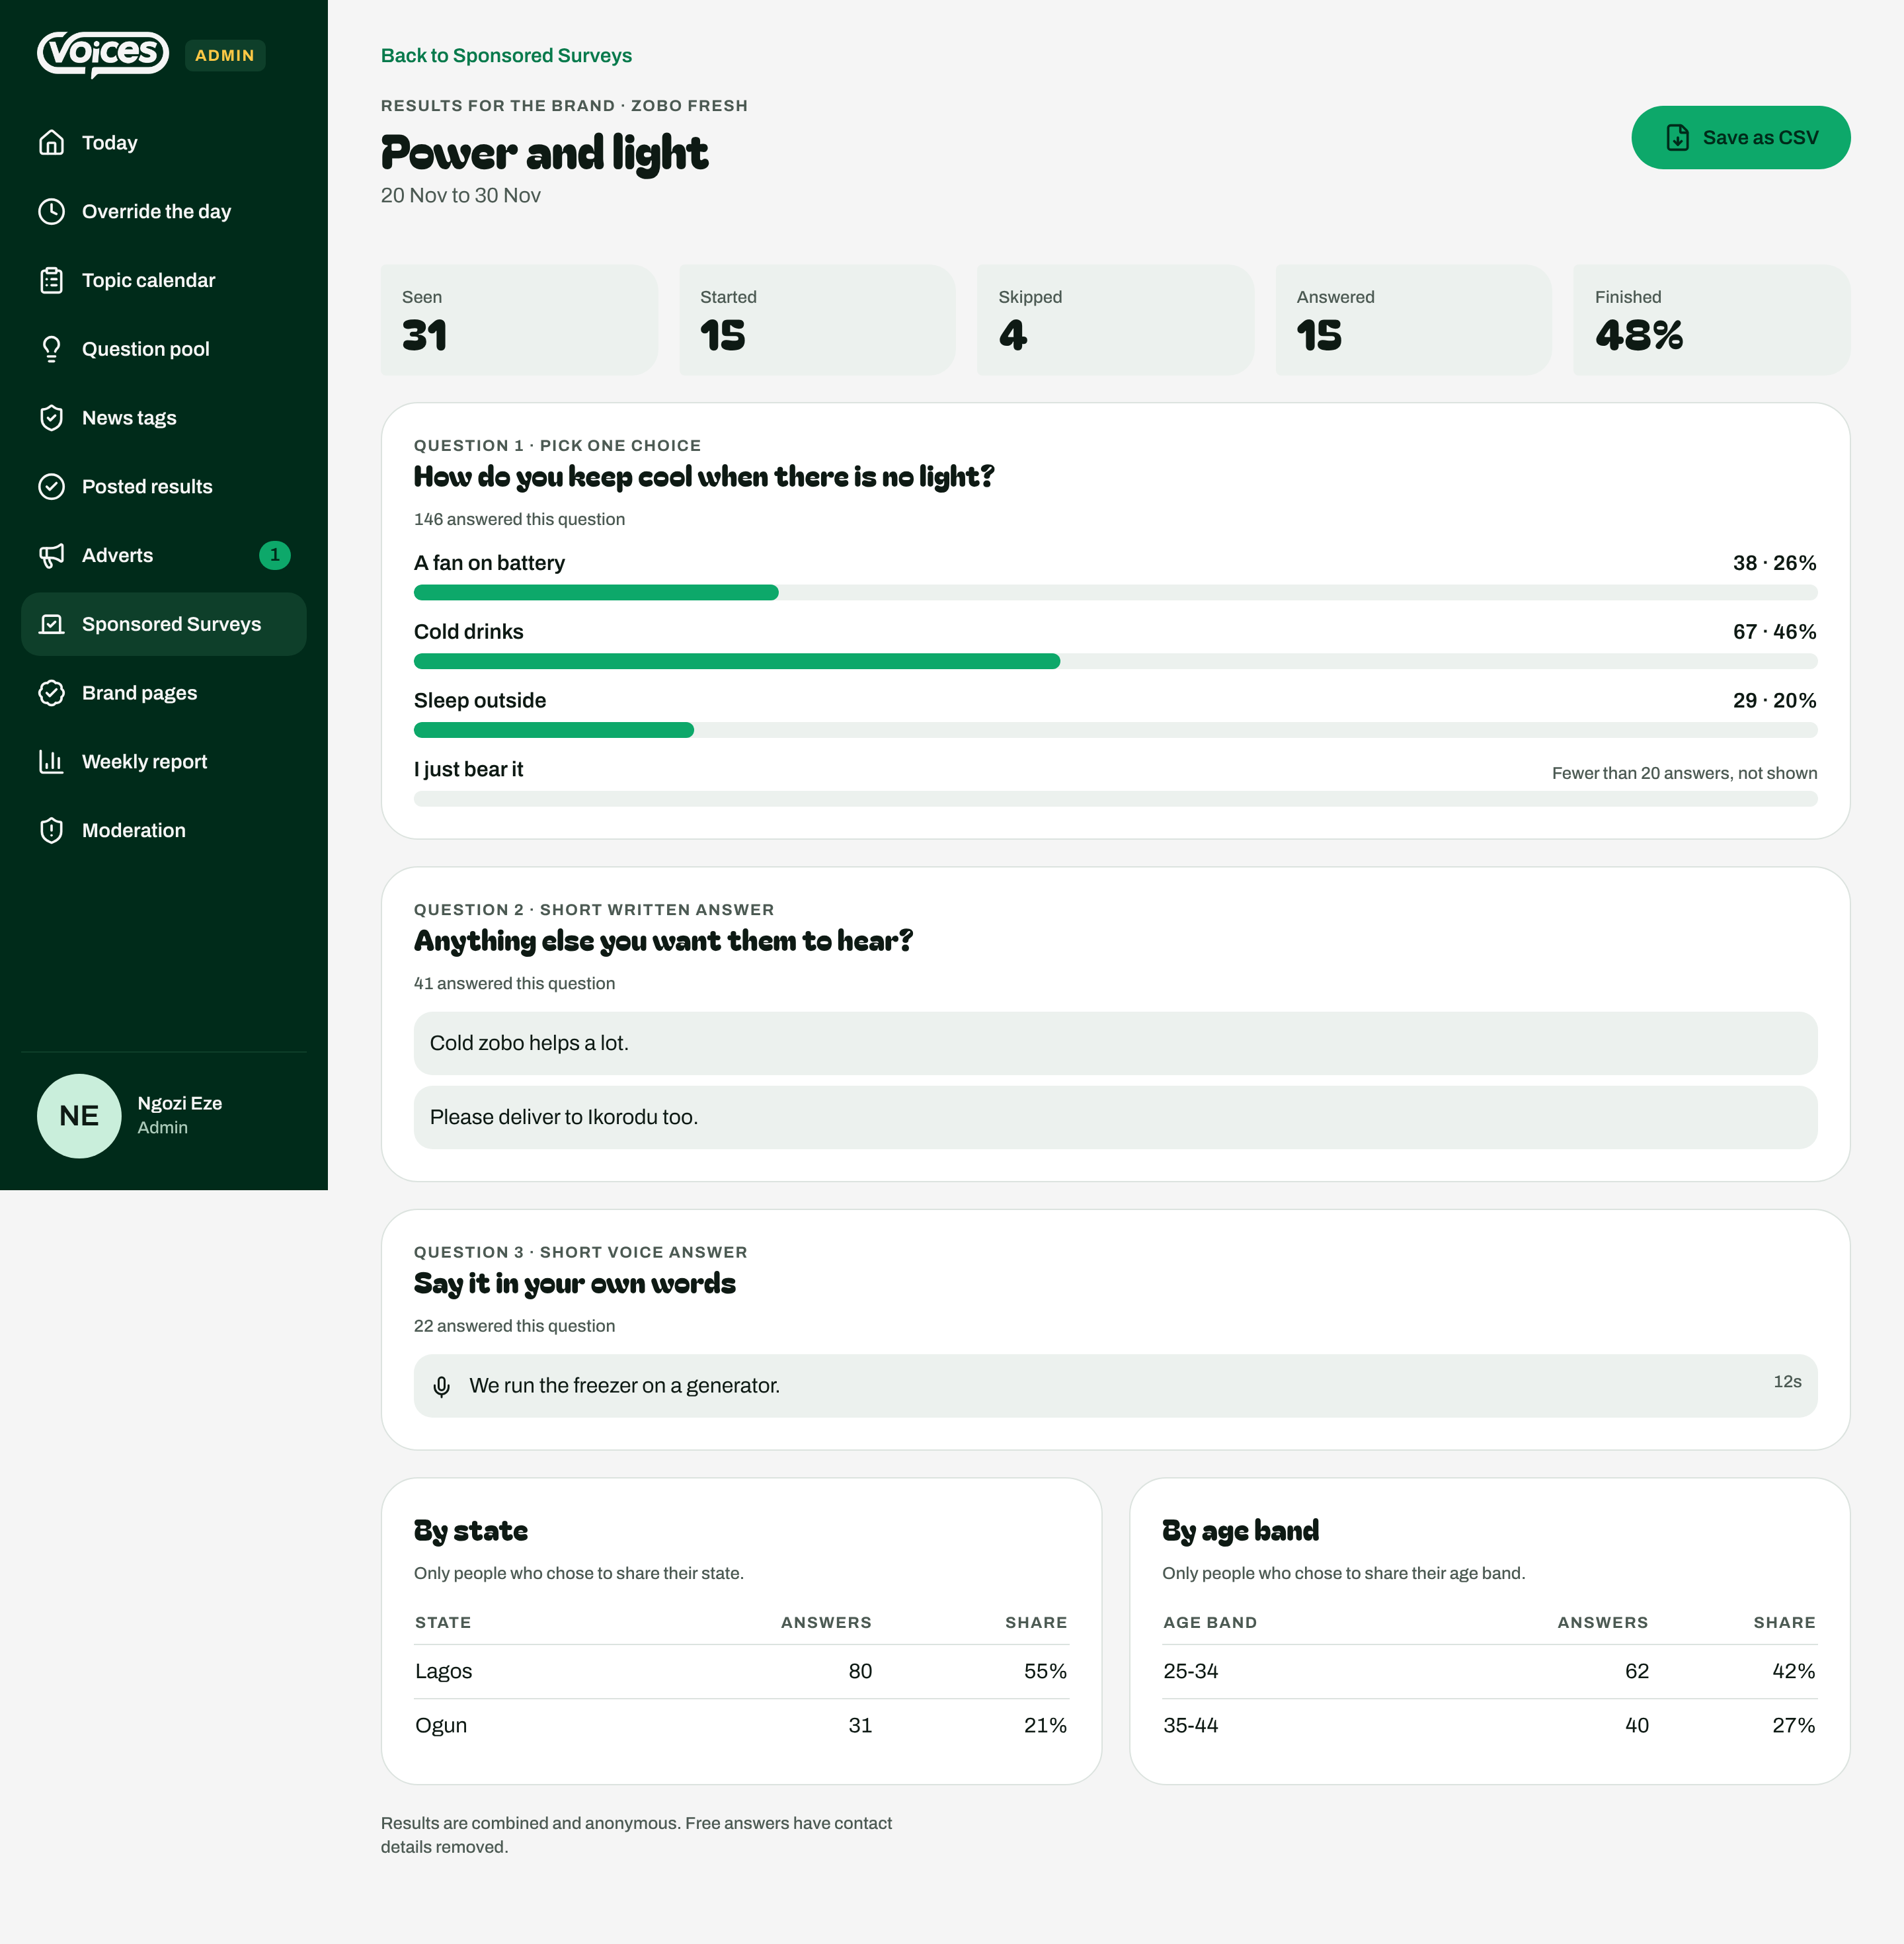 voices
ADMIN
Today
Override the day
Topic calendar
Question pool
News tags
Posted results
Adverts
1
Sponsored Surveys
Brand pages
Weekly report
Moderation
NE
Ngozi Eze
Admin
Back to Sponsored Surveys
RESULTS FOR THE BRAND · ZOBO FRESH
Power and light
20 Nov to 30 Nov
Save as CSV
Seen
31
Started
15
Skipped
4
Answered
15
Finished
48%
QUESTION 1 · PICK ONE CHOICE
How do you keep cool when there is no light?
146 answered this question
A fan on battery
38 · 26%
Cold drinks
67 · 46%
Sleep outside
29 · 20%
I just bear it
Fewer than 20 answers, not shown
QUESTION 2 · SHORT WRITTEN ANSWER
Anything else you want them to hear?
41 answered this question
Cold zobo helps a lot.
Please deliver to Ikorodu too.
QUESTION 3 · SHORT VOICE ANSWER
Say it in your own words
22 answered this question
We run the freezer on a generator.
12s
By state
Only people who chose to share their state.
STATE ANSWERS SHARE
Lagos 80 55%
Ogun 31 21%
By age band
Only people who chose to share their age band.
AGE BAND ANSWERS SHARE
25-34 62 42%
35-44 40 27%
Results are combined and anonymous. Free answers have contact
details removed.